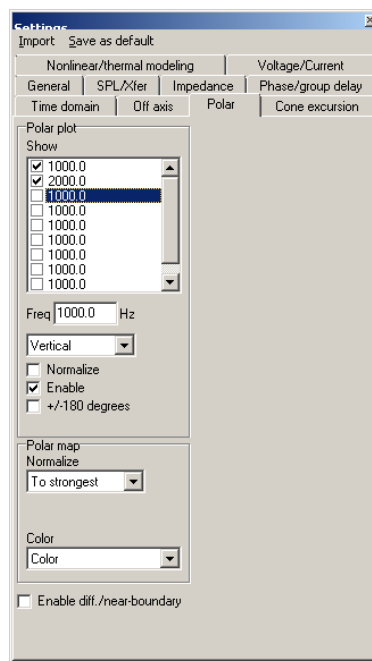 Settings
Import Save as default
Nonlinear/thermal modeling Voltage/Current
General SPL/Xfer Impedance Phase/group delay
Time domain Off axis Polar Cone excursion
Polar plot
Show
1000.0
2000.0
1000.0
1000.0
1000.0
1000.0
1000.0
1000.0
1000.0
Freq 1000.0 Hz
Vertical
Normalize
Enable
+/-180 degrees
Polar map
Normalize
To strongest
Color
Color
Enable diff./near-boundary